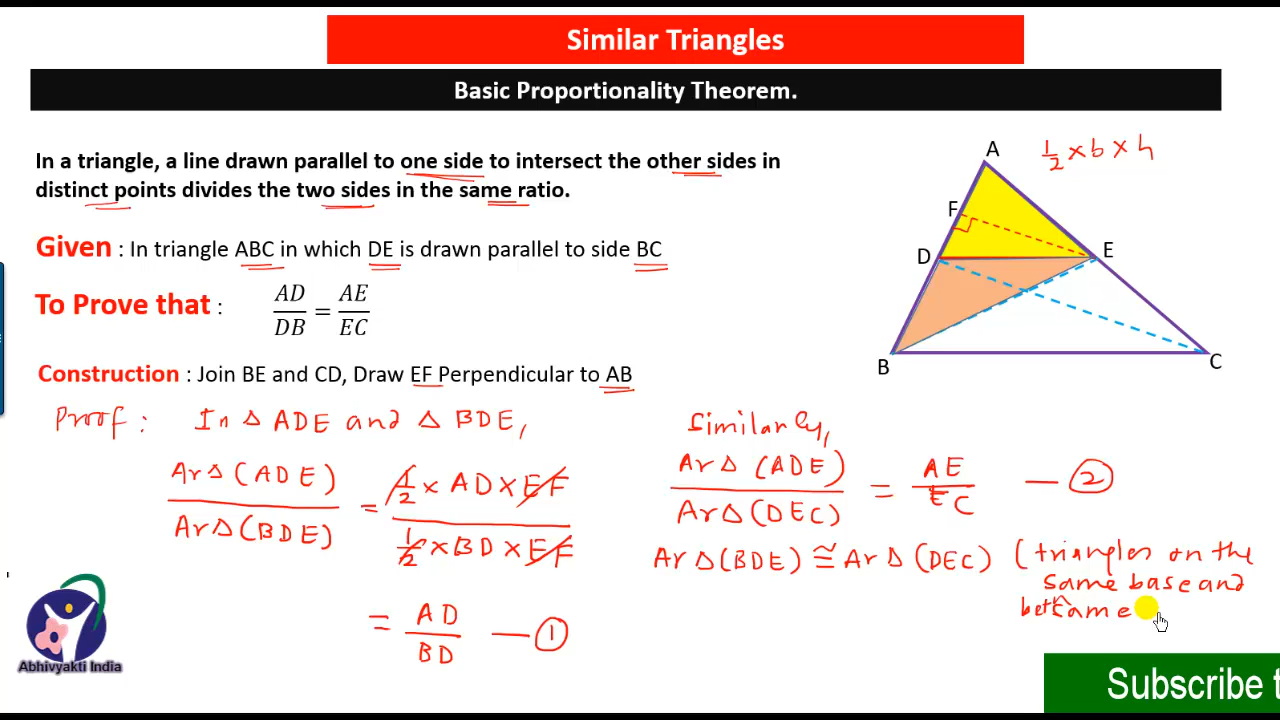 Similar Triangles
Basic Proportionality Theorem.
In a triangle, a line drawn parallel to one side to intersect the other sides in
distinct points divides the two sides in the same ratio.
Given : In triangle ABC in which DE is drawn parallel to side BC
To Prove that : AD/DB = AE/EC
Construction : Join BE and CD, Draw EF Perpendicular to AB
A
1/2 × b × h
F
D
E
B
C
Proof : In Δ ADE and Δ BDE,
Ar Δ (ADE) / Ar Δ (BDE) = 1/2 × AD × EF / 1/2 × BD × EF
= AD / BD — ①
Similarly,
Ar Δ (ADE) / Ar Δ (DEC) = AE / EC — ②
Ar Δ (BDE) ≅ Ar Δ (DEC) (triangles on the
same base and
Abhivyakti India
Subscribe t